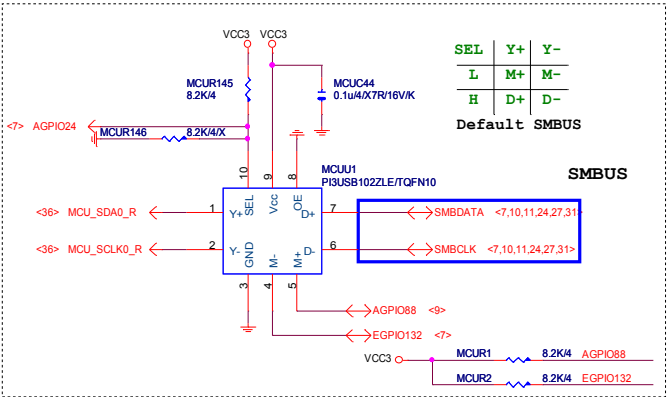 VCC3 VCC3
SEL Y+ Y-
L M+ M-
H D+ D-
Default SMBUS
MCUR145
8.2K/4
MCUC44
0.1u/4/X7R/16V/K
<7> AGPIO24
MCUR146 8.2K/4/X
MCUU1
PI3USB102ZLE/TQFN10
SMBUS
10 9 8
SEL Vcc OE
<36> MCU_SDA0_R 1 Y+ D+ 7 SMBDATA <7,10,11,24,27,31>
<36> MCU_SCLK0_R 2 Y- D- 6 SMBCLK <7,10,11,24,27,31>
GND M- M+
3 4 5
AGPIO88 <9>
EGPIO132 <7>
VCC3
MCUR1 8.2K/4 AGPIO88
MCUR2 8.2K/4 EGPIO132